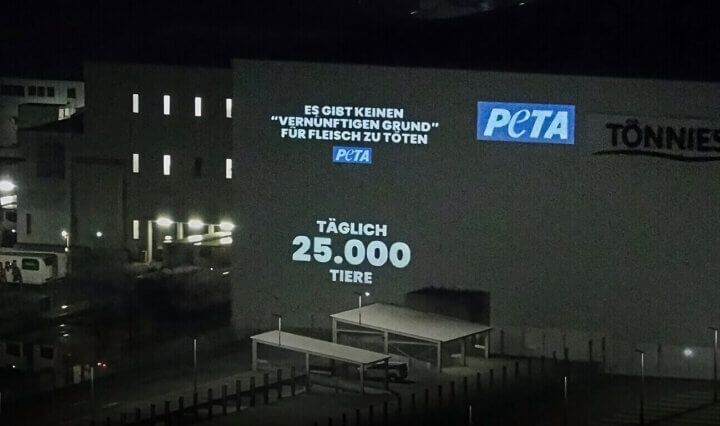 ES GIBT KEINEN
"VERNÜNFTIGEN GRUND"
FÜR FLEISCH ZU TÖTEN
PETA
PETA
TÖNNIES
TÄGLICH
25.000
TIERE